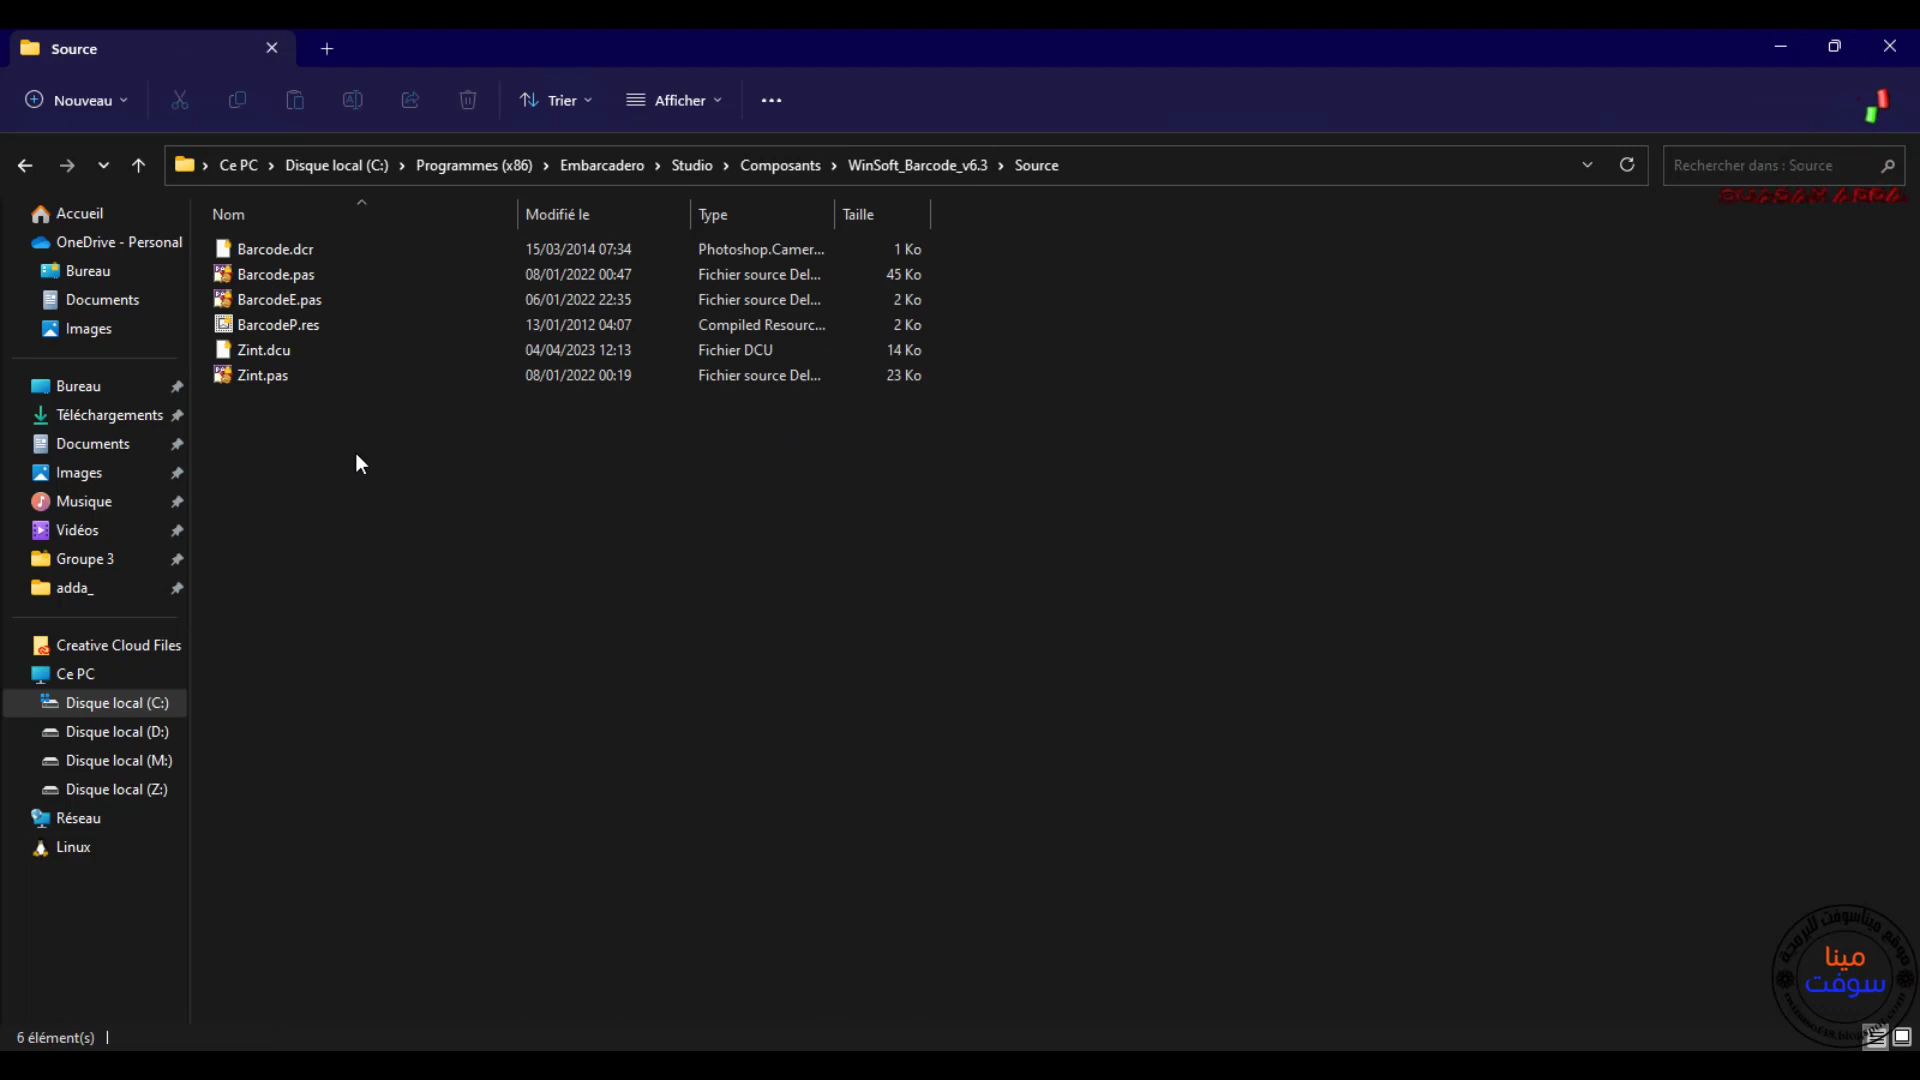 Source
Nouveau
Trier
Afficher
Ce PC > Disque local (C:) > Programmes (x86) > Embarcadero > Studio > Composants > WinSoft_Barcode_v6.3 > Source
Rechercher dans : Source
Nom Modifié le Type Taille
Barcode.dcr 15/03/2014 07:34 Photoshop.Camer... 1 Ko
Barcode.pas 08/01/2022 00:47 Fichier source Del... 45 Ko
BarcodeE.pas 06/01/2022 22:35 Fichier source Del... 2 Ko
BarcodeP.res 13/01/2012 04:07 Compiled Resourc... 2 Ko
Zint.dcu 04/04/2023 12:13 Fichier DCU 14 Ko
Zint.pas 08/01/2022 00:19 Fichier source Del... 23 Ko
Accueil
OneDrive - Personal
Bureau
Documents
Images
Bureau
Téléchargements
Documents
Images
Musique
Vidéos
Groupe 3
adda_
Creative Cloud Files
Ce PC
Disque local (C:)
Disque local (D:)
Disque local (M:)
Disque local (Z:)
Réseau
Linux
6 élément(s)
موقع ميناسوفت للبرمجة
مينا
سوفت